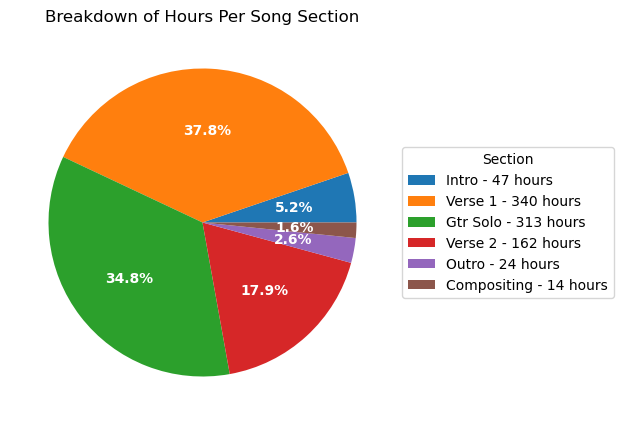 Breakdown of Hours Per Song Section
37.8%
5.2%
1.6%
2.6%
34.8%
17.9%
Section
Intro - 47 hours
Verse 1 - 340 hours
Gtr Solo - 313 hours
Verse 2 - 162 hours
Outro - 24 hours
Compositing - 14 hours